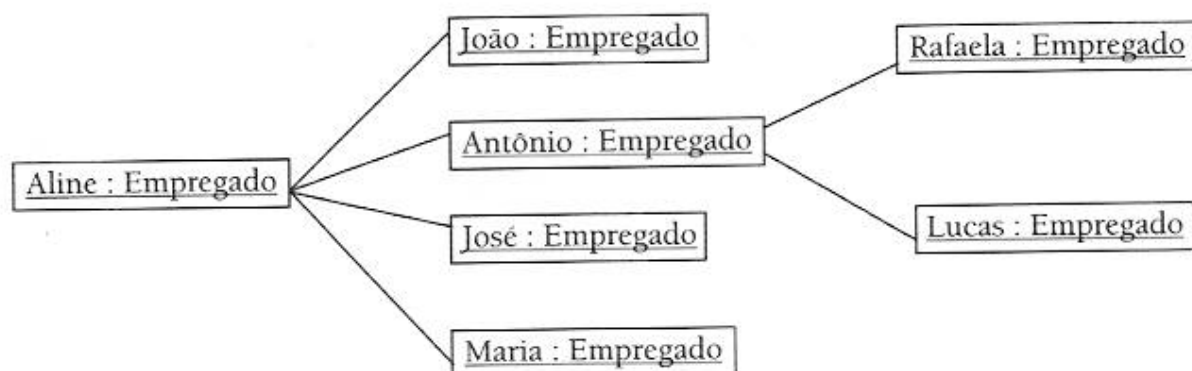 João : Empregado
Rafaela : Empregado
Antônio : Empregado
Aline : Empregado
José : Empregado
Lucas : Empregado
Maria : Empregado